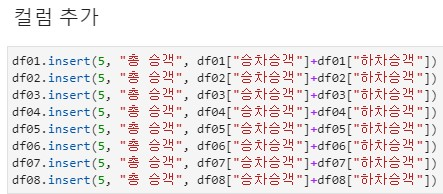 컬럼 추가
df01.insert(5, "총 승객", df01["승차승객"]+df01["하차승객"])
df02.insert(5, "총 승객", df02["승차승객"]+df02["하차승객"])
df03.insert(5, "총 승객", df03["승차승객"]+df03["하차승객"])
df04.insert(5, "총 승객", df04["승차승객"]+df04["하차승객"])
df05.insert(5, "총 승객", df05["승차승객"]+df05["하차승객"])
df06.insert(5, "총 승객", df06["승차승객"]+df06["하차승객"])
df07.insert(5, "총 승객", df07["승차승객"]+df07["하차승객"])
df08.insert(5, "총 승객", df08["승차승객"]+df08["하차승객"])